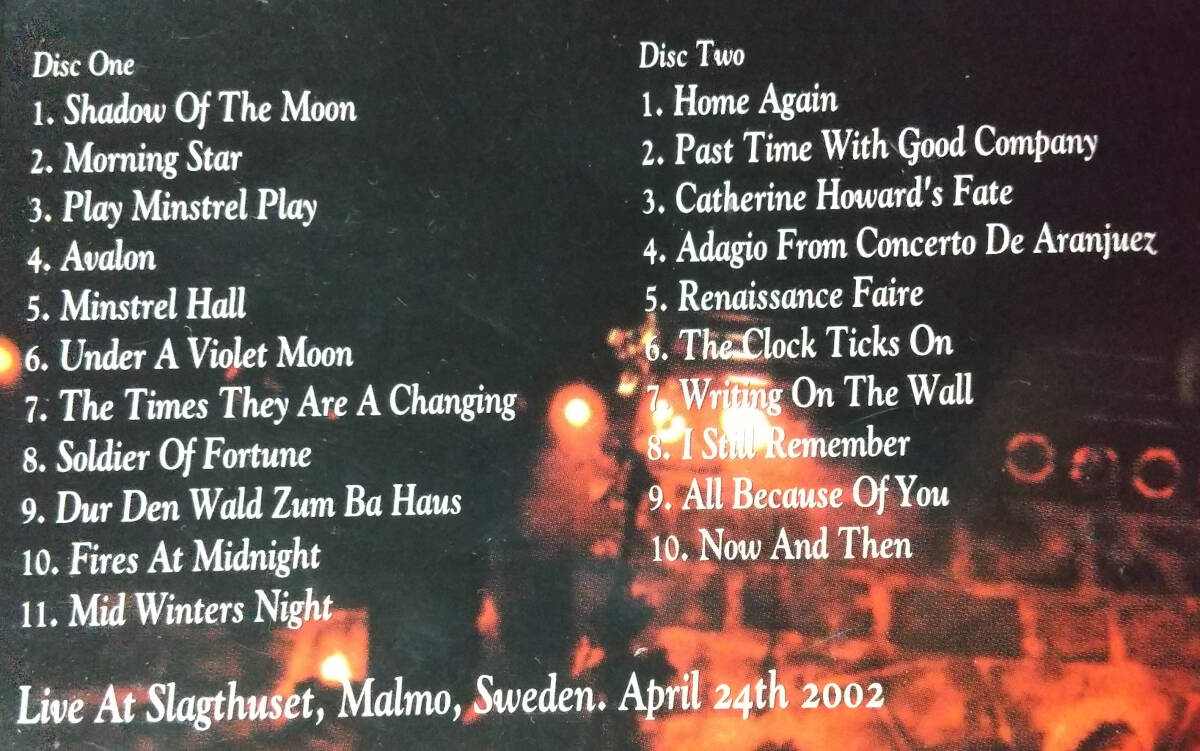 Disc One
1. Shadow Of The Moon
2. Morning Star
3. Play Minstrel Play
4. Avalon
5. Minstrel Hall
6. Under A Violet Moon
7. The Times They Are A Changing
8. Soldier Of Fortune
9. Dur Den Wald Zum Ba Haus
10. Fires At Midnight
11. Mid Winters Night
Disc Two
1. Home Again
2. Past Time With Good Company
3. Catherine Howard's Fate
4. Adagio From Concerto De Aranjuez
5. Renaissance Faire
6. The Clock Ticks On
7. Writing On The Wall
8. I Still Remember
9. All Because Of You
10. Now And Then
Live At Slagthuset, Malmo, Sweden. April 24th 2002